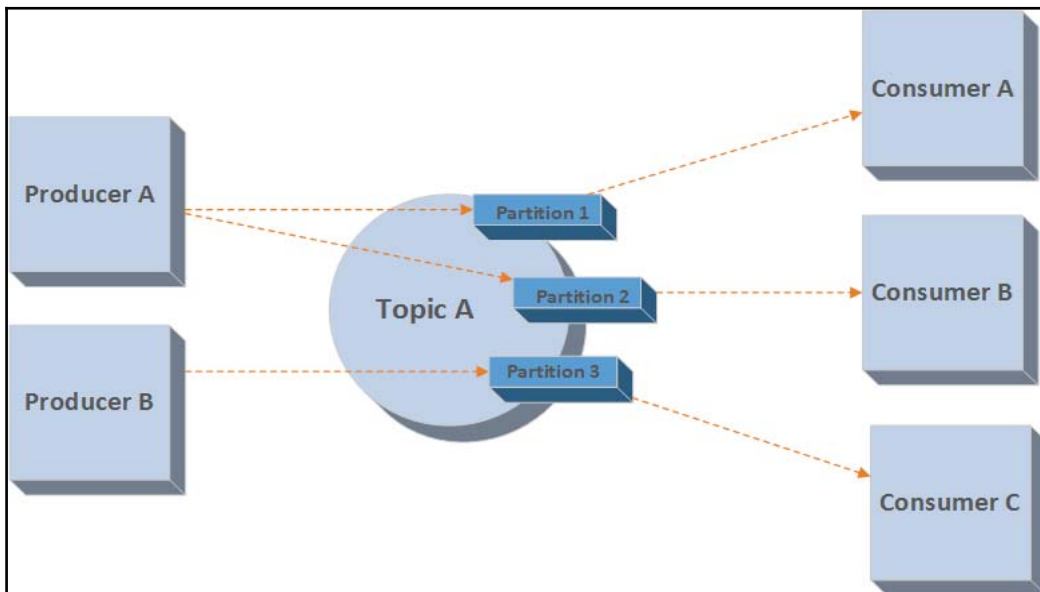 Producer A
Producer B
Topic A
Partition 1
Partition 2
Partition 3
Consumer A
Consumer B
Consumer C